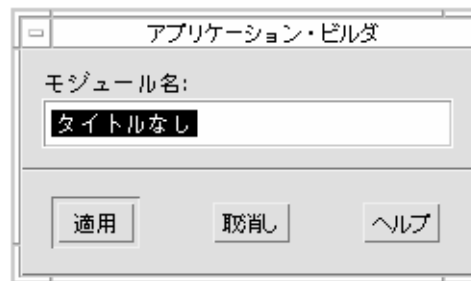 アプリケーション・ビルダ
モジュール名:
タイトルなし
適用 取消し ヘルプ